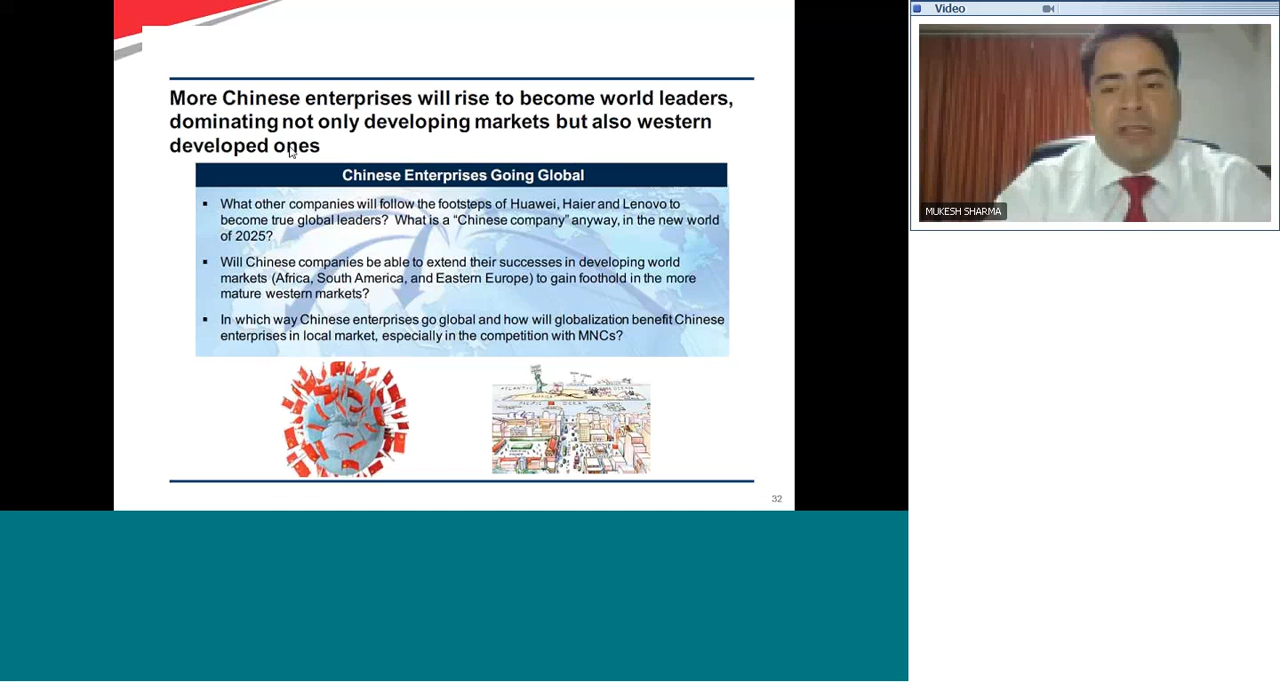 More Chinese enterprises will rise to become world leaders,
dominating not only developing markets but also western
developed ones
Chinese Enterprises Going Global
▪ What other companies will follow the footsteps of Huawei, Haier and Lenovo to
become true global leaders? What is a “Chinese company” anyway, in the new world
of 2025?
▪ Will Chinese companies be able to extend their successes in developing world
markets (Africa, South America, and Eastern Europe) to gain foothold in the more
mature western markets?
▪ In which way Chinese enterprises go global and how will globalization benefit Chinese
enterprises in local market, especially in the competition with MNCs?
ATLANTIC OCEAN
AMERICA
PACIFIC OCEAN
32
Video
MUKESH SHARMA